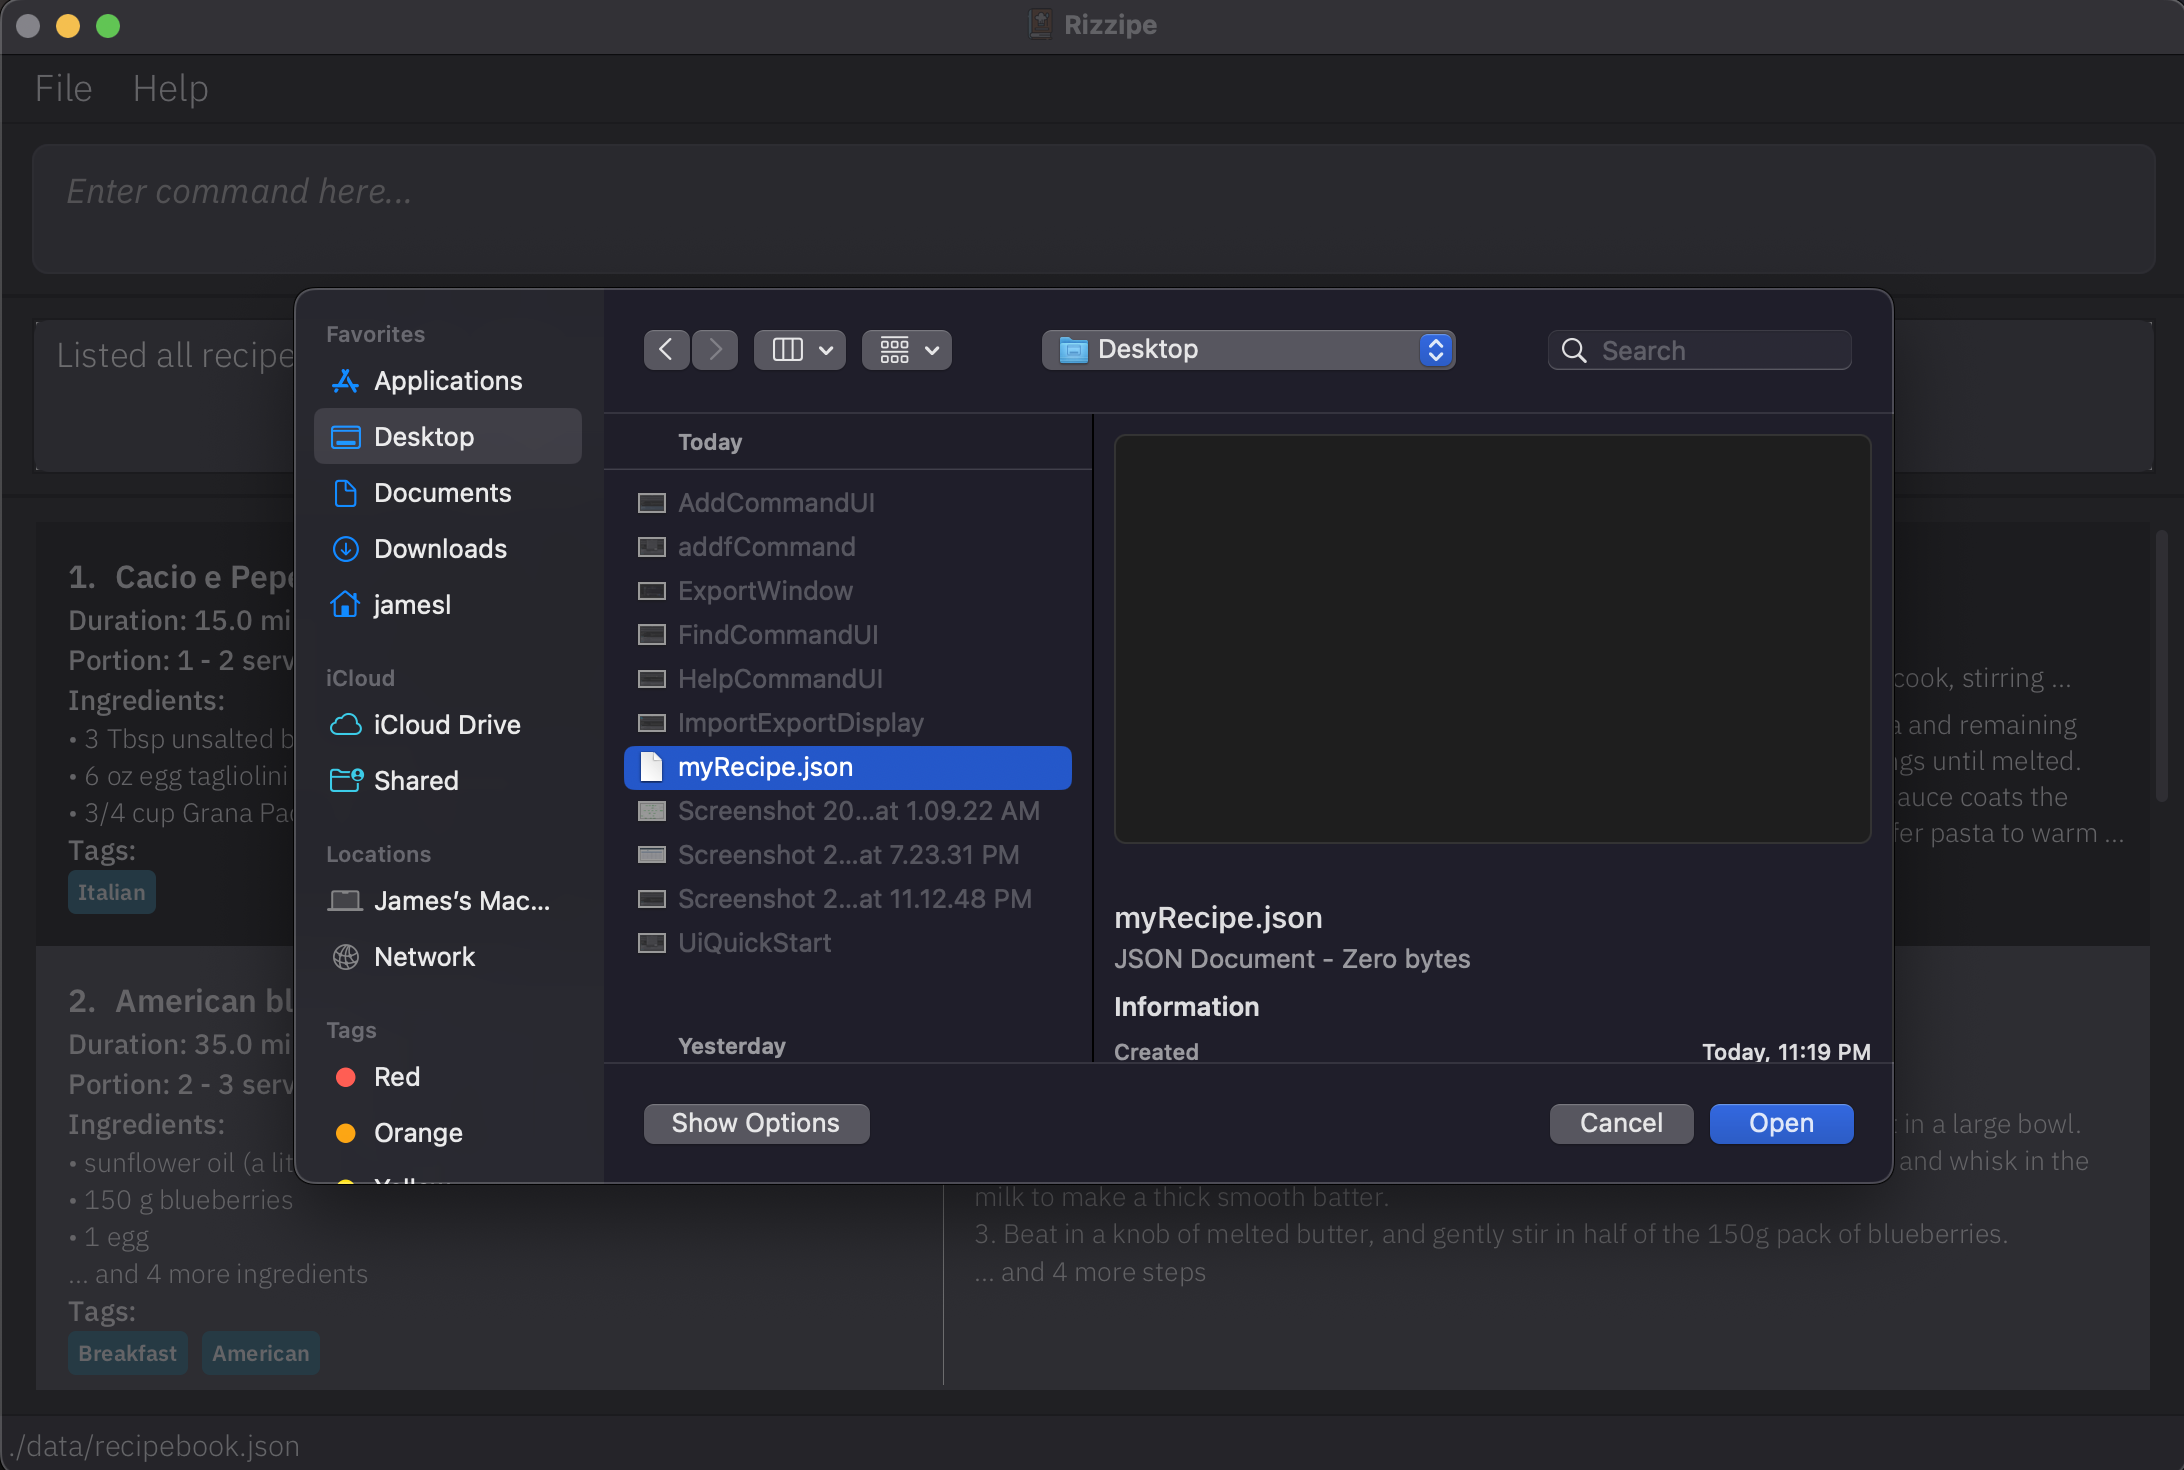 Rizzipe
File Help
Enter command here...
Listed all recipe
Favorites
Applications
Desktop
Documents
Downloads
jamesl
iCloud
iCloud Drive
Shared
Locations
James's Mac...
Network
Tags
Red
Orange
Yellow
Desktop
Search
Today
AddCommandUI
addfCommand
ExportWindow
FindCommandUI
HelpCommandUI
ImportExportDisplay
myRecipe.json
Screenshot 20...at 1.09.22 AM
Screenshot 2...at 7.23.31 PM
Screenshot 2...at 11.12.48 PM
UiQuickStart
Yesterday
myRecipe.json
JSON Document - Zero bytes
Information
Created Today, 11:19 PM
Show Options
Cancel
Open
1. Cacio e Pepe
Duration: 15.0 mi
Portion: 1 - 2 serv
Ingredients:
• 3 Tbsp unsalted b
• 6 oz egg tagliolini
• 3/4 cup Grana Pad
Tags:
Italian
cook, stirring ...
a and remaining
ngs until melted.
auce coats the
fer pasta to warm ...
2. American bl
Duration: 35.0 mi
Portion: 2 - 3 serv
Ingredients:
• sunflower oil (a lit
• 150 g blueberries
• 1 egg
... and 4 more ingredients
Tags:
Breakfast American
in a large bowl.
and whisk in the
milk to make a thick smooth batter.
3. Beat in a knob of melted butter, and gently stir in half of the 150g pack of blueberries.
... and 4 more steps
./data/recipebook.json